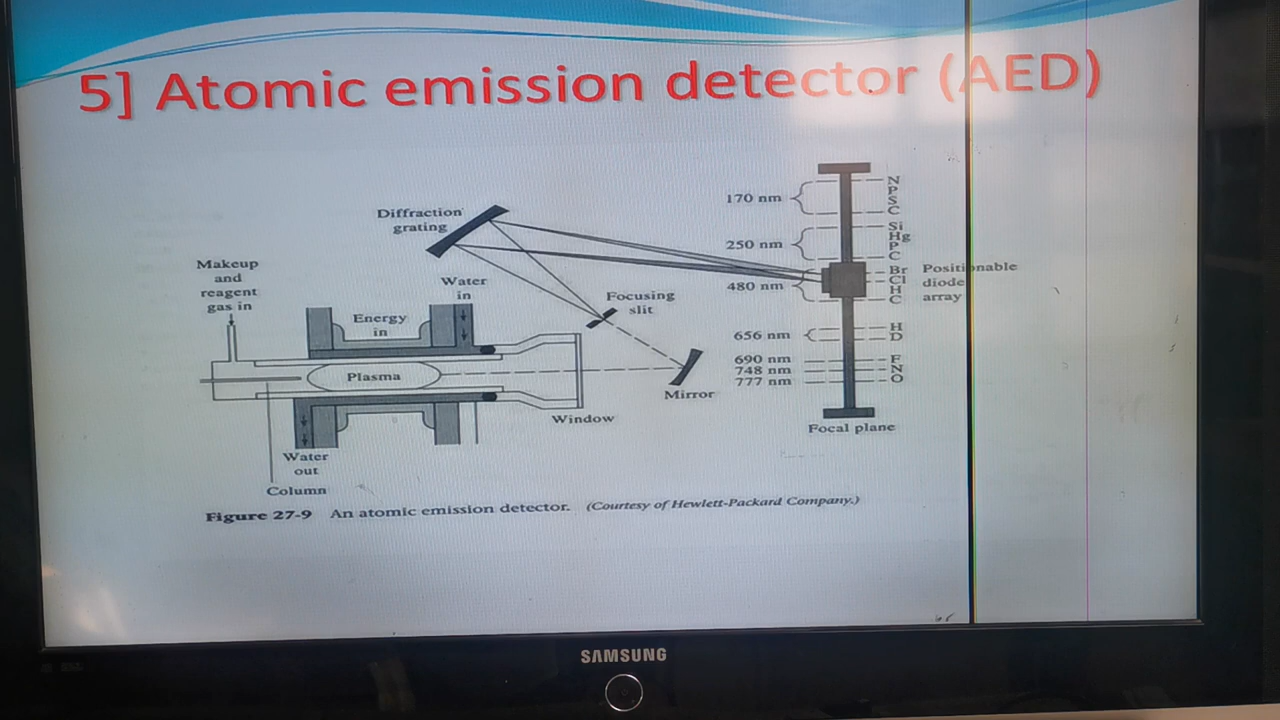 5] Atomic emission detector (AED)
Diffraction
grating
Makeup
and
reagent
gas in
Water
in
Energy
in
Focusing
slit
Plasma
Mirror
Window
Water
out
Column
170 nm
250 nm
480 nm
656 nm
690 nm
748 nm
777 nm
N
P
S
C
Si
Hg
P
C
Br
Cl
H
C
H
D
F
N
O
Positionable
diode
array
Focal plane
Figure 27-9 An atomic emission detector. (Courtesy of Hewlett-Packard Company.)
SAMSUNG